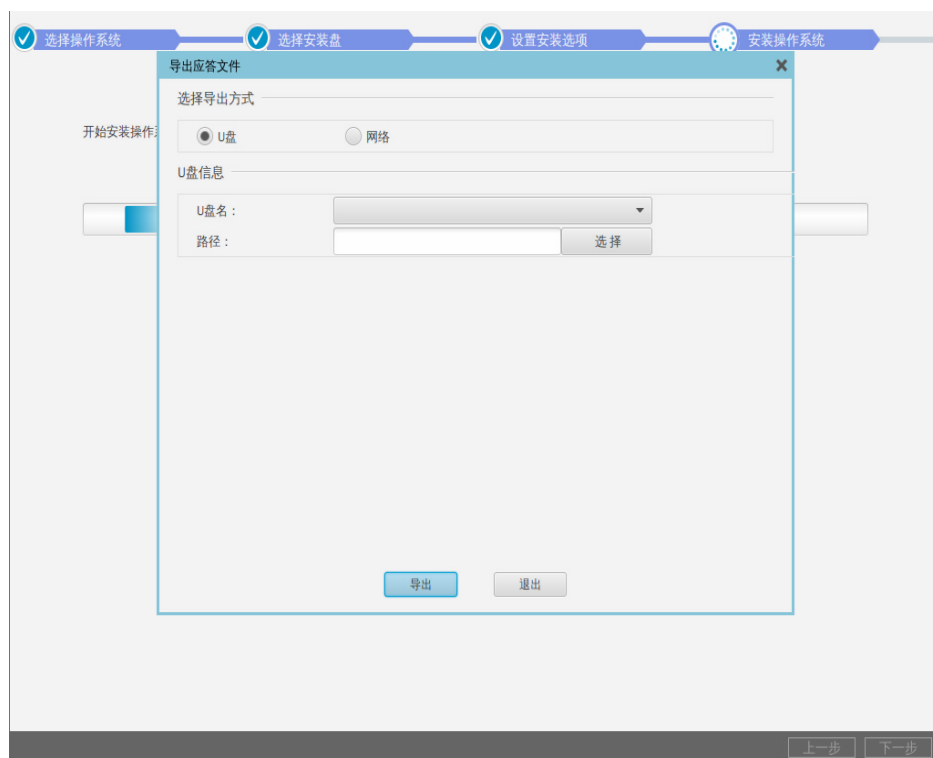 选择操作系统 选择安装盘 设置安装选项 安装操作系统
导出应答文件
选择导出方式
开始安装操作
U盘 网络
U盘信息
U盘名：
路径： 选择
导出 退出
上一步 下一步